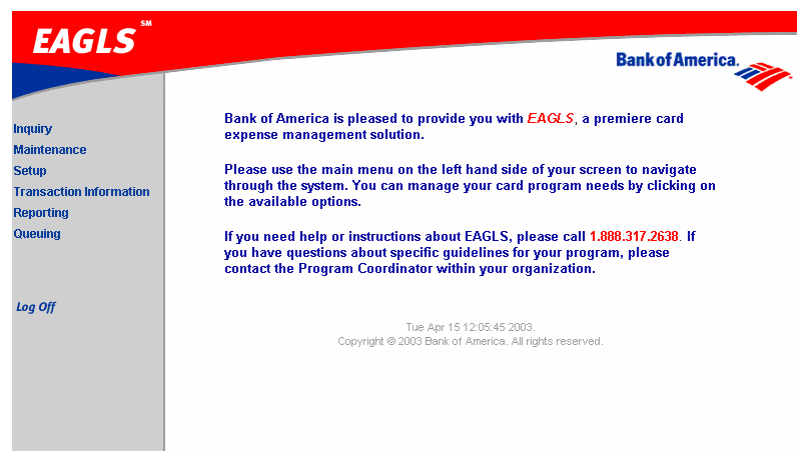 EAGLS SM
Bank of America.
Inquiry
Maintenance
Setup
Transaction Information
Reporting
Queuing
Log Off
Bank of America is pleased to provide you with EAGLS, a premiere card
expense management solution.
Please use the main menu on the left hand side of your screen to navigate
through the system. You can manage your card program needs by clicking on
the available options.
If you need help or instructions about EAGLS, please call 1.888.317.2638. If
you have questions about specific guidelines for your program, please
contact the Program Coordinator within your organization.
Tue Apr 15 12:05:45 2003.
Copyright © 2003 Bank of America. All rights reserved.